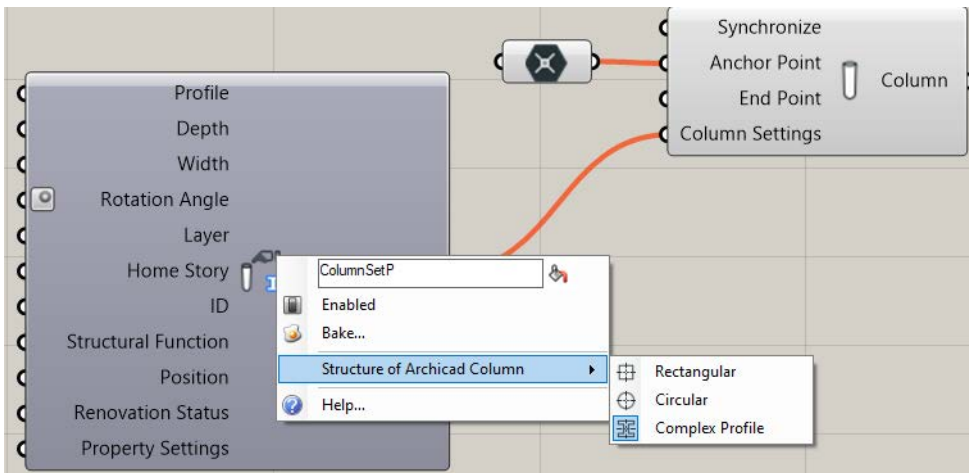 Synchronize
Anchor Point
End Point
Column Settings
Column
Profile
Depth
Width
Rotation Angle
Layer
Home Story
ID
Structural Function
Position
Renovation Status
Property Settings
ColumnSetP
Enabled
Bake...
Structure of Archicad Column
Help...
Rectangular
Circular
Complex Profile